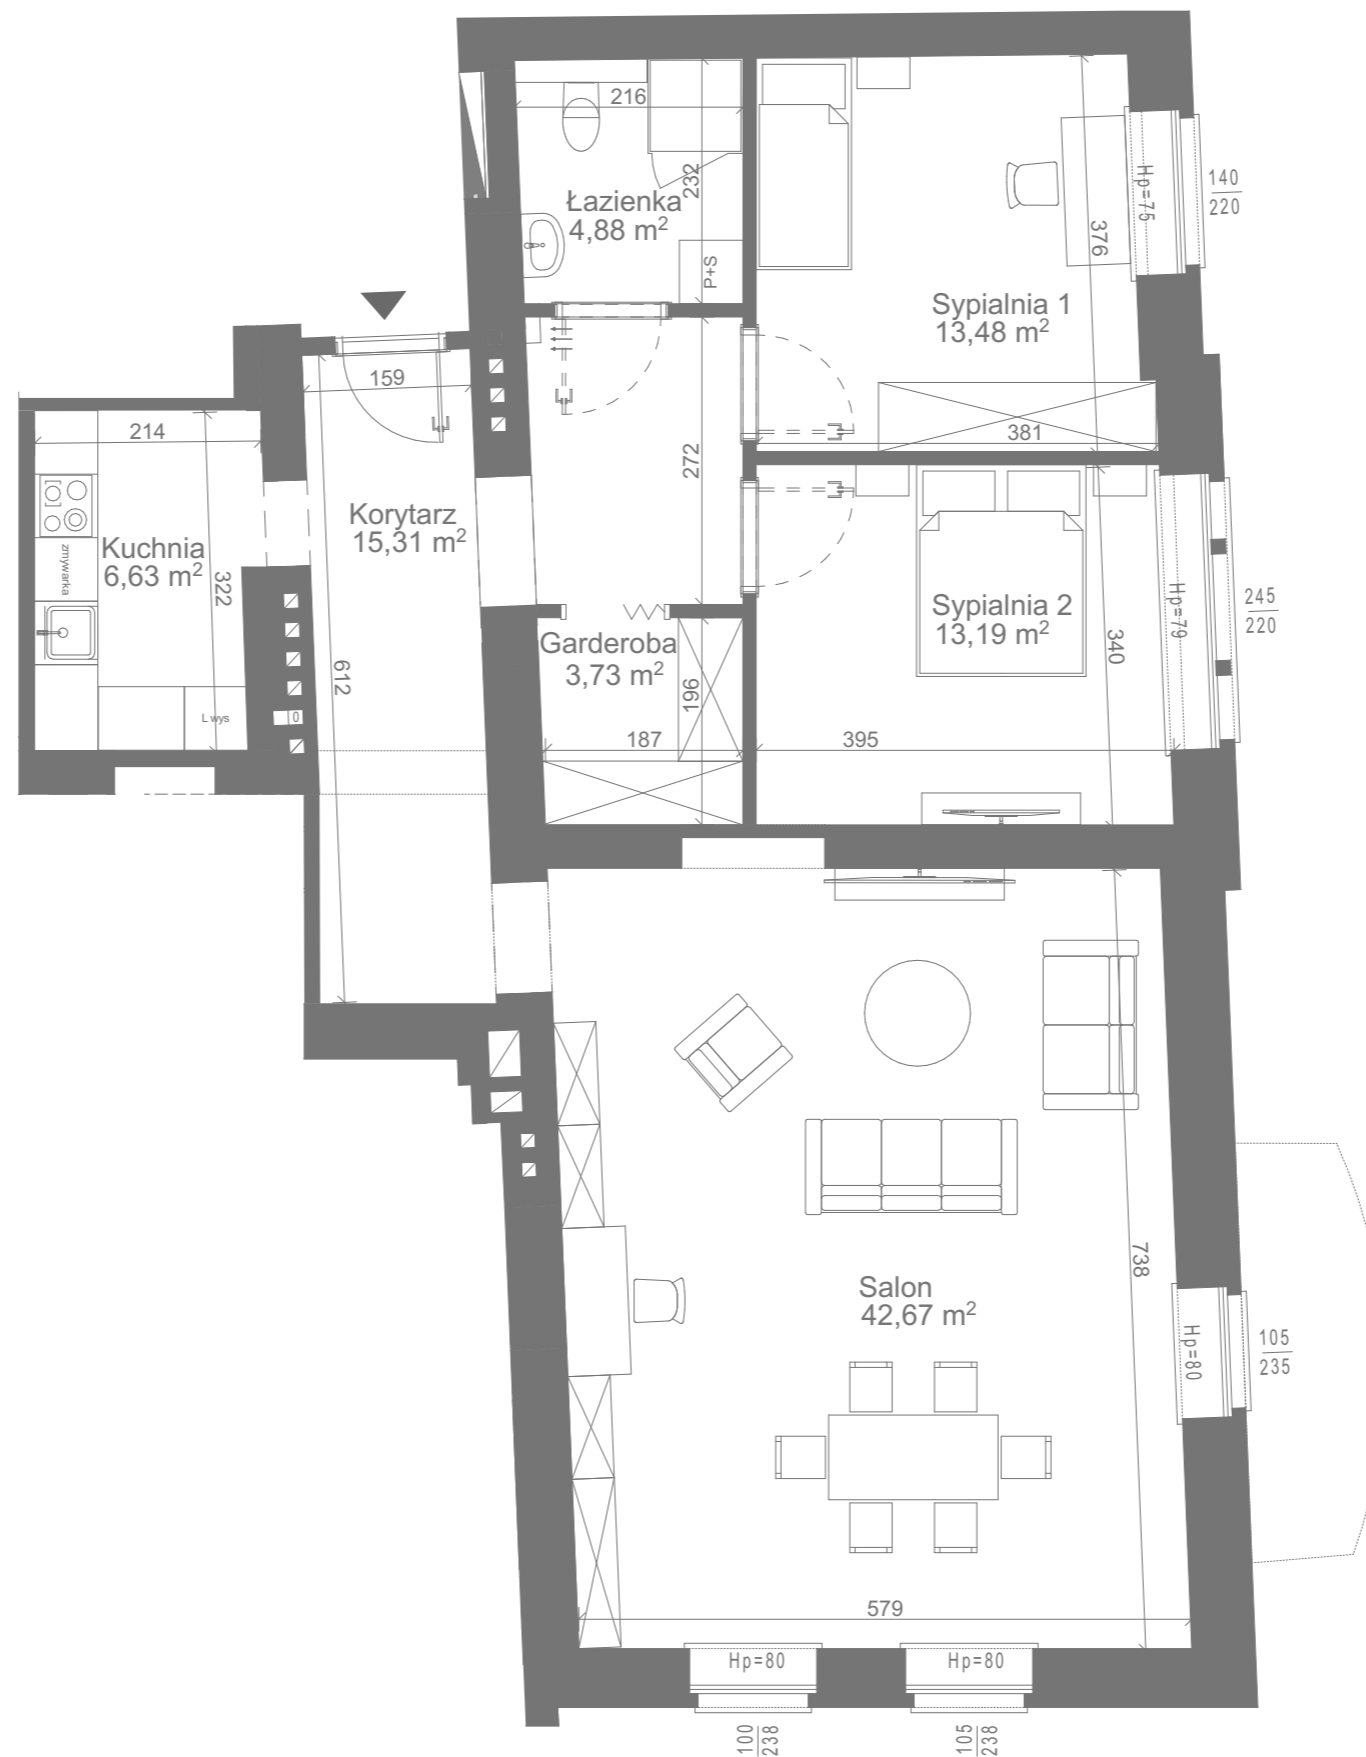 216
232
Łazienka
4,88 m²
P+S
Hp=75
140
220
376
Sypialnia 1
13,48 m²
381
159
214
272
Korytarz
15,31 m²
Kuchnia
6,63 m²
zmywarka
322
L wys
0
612
Garderoba
3,73 m²
196
187
Sypialnia 2
13,19 m²
Hp=79
245
220
340
395
738
Salon
42,67 m²
Hp=80
105
235
579
Hp=80
Hp=80
100
238
105
238